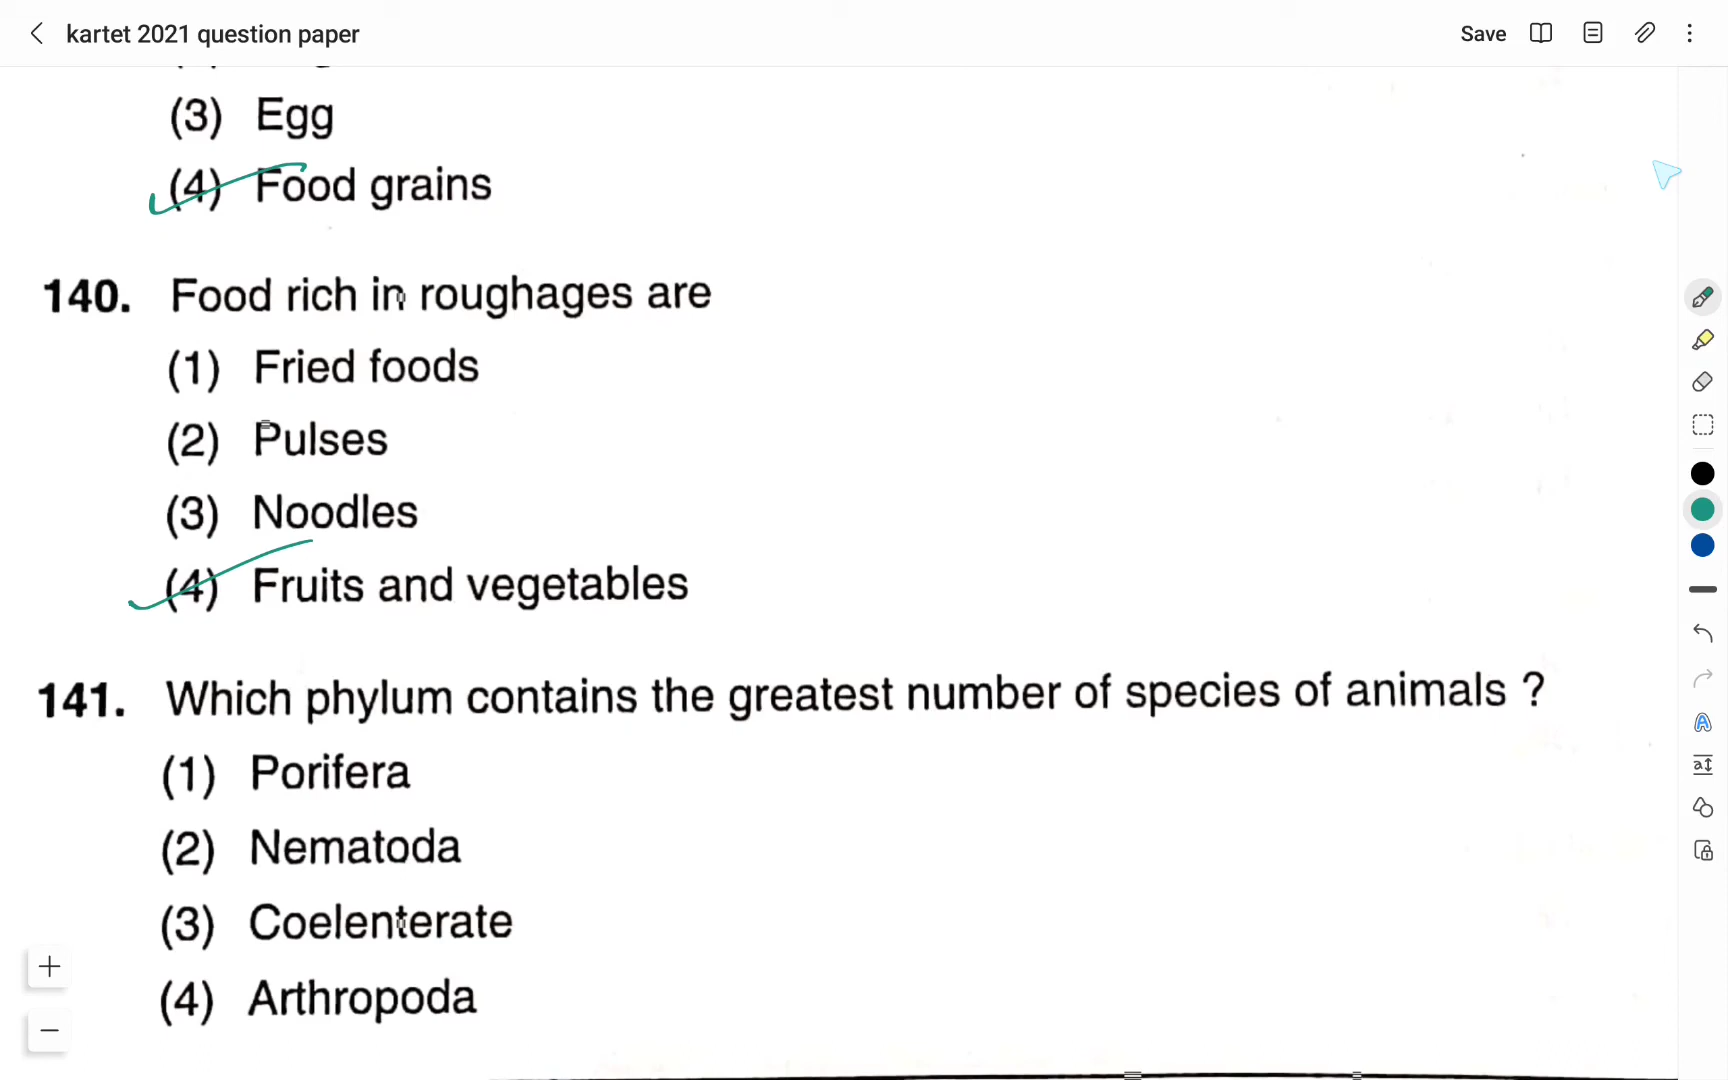 kartet 2021 question paper
Save
(3) Egg
(4) Food grains
140. Food rich in roughages are
(1) Fried foods
(2) Pulses
(3) Noodles
(4) Fruits and vegetables
141. Which phylum contains the greatest number of species of animals ?
(1) Porifera
(2) Nematoda
(3) Coelenterate
(4) Arthropoda